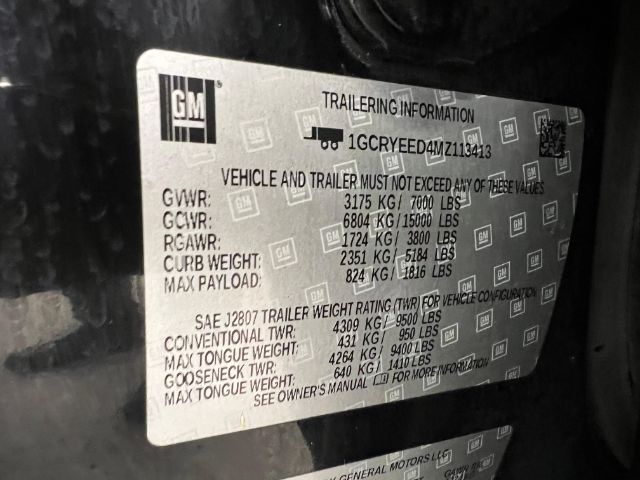 GM
TRAILERING INFORMATION
1GCRYEED4MZ113413
VEHICLE AND TRAILER MUST NOT EXCEED ANY OF THESE VALUES
GVWR: 3175 KG/ 7000 LBS
GCWR: 6804 KG/15000 LBS
RGAWR: 1724 KG/ 3800 LBS
CURB WEIGHT: 2351 KG/ 5184 LBS
MAX PAYLOAD: 824 KG/ 1816 LBS
SAE J2807 TRAILER WEIGHT RATING (TWR) FOR VEHICLE CONFIGURATION
CONVENTIONAL TWR: 4309 KG/ 9500 LBS
MAX TONGUE WEIGHT: 431 KG/ 950 LBS
GOOSENECK TWR: 4264 KG/ 9400 LBS
MAX TONGUE WEIGHT: 640 KG/ 1410 LBS
SEE OWNER'S MANUAL FOR MORE INFORMATION
GENERAL MOTORS LLC